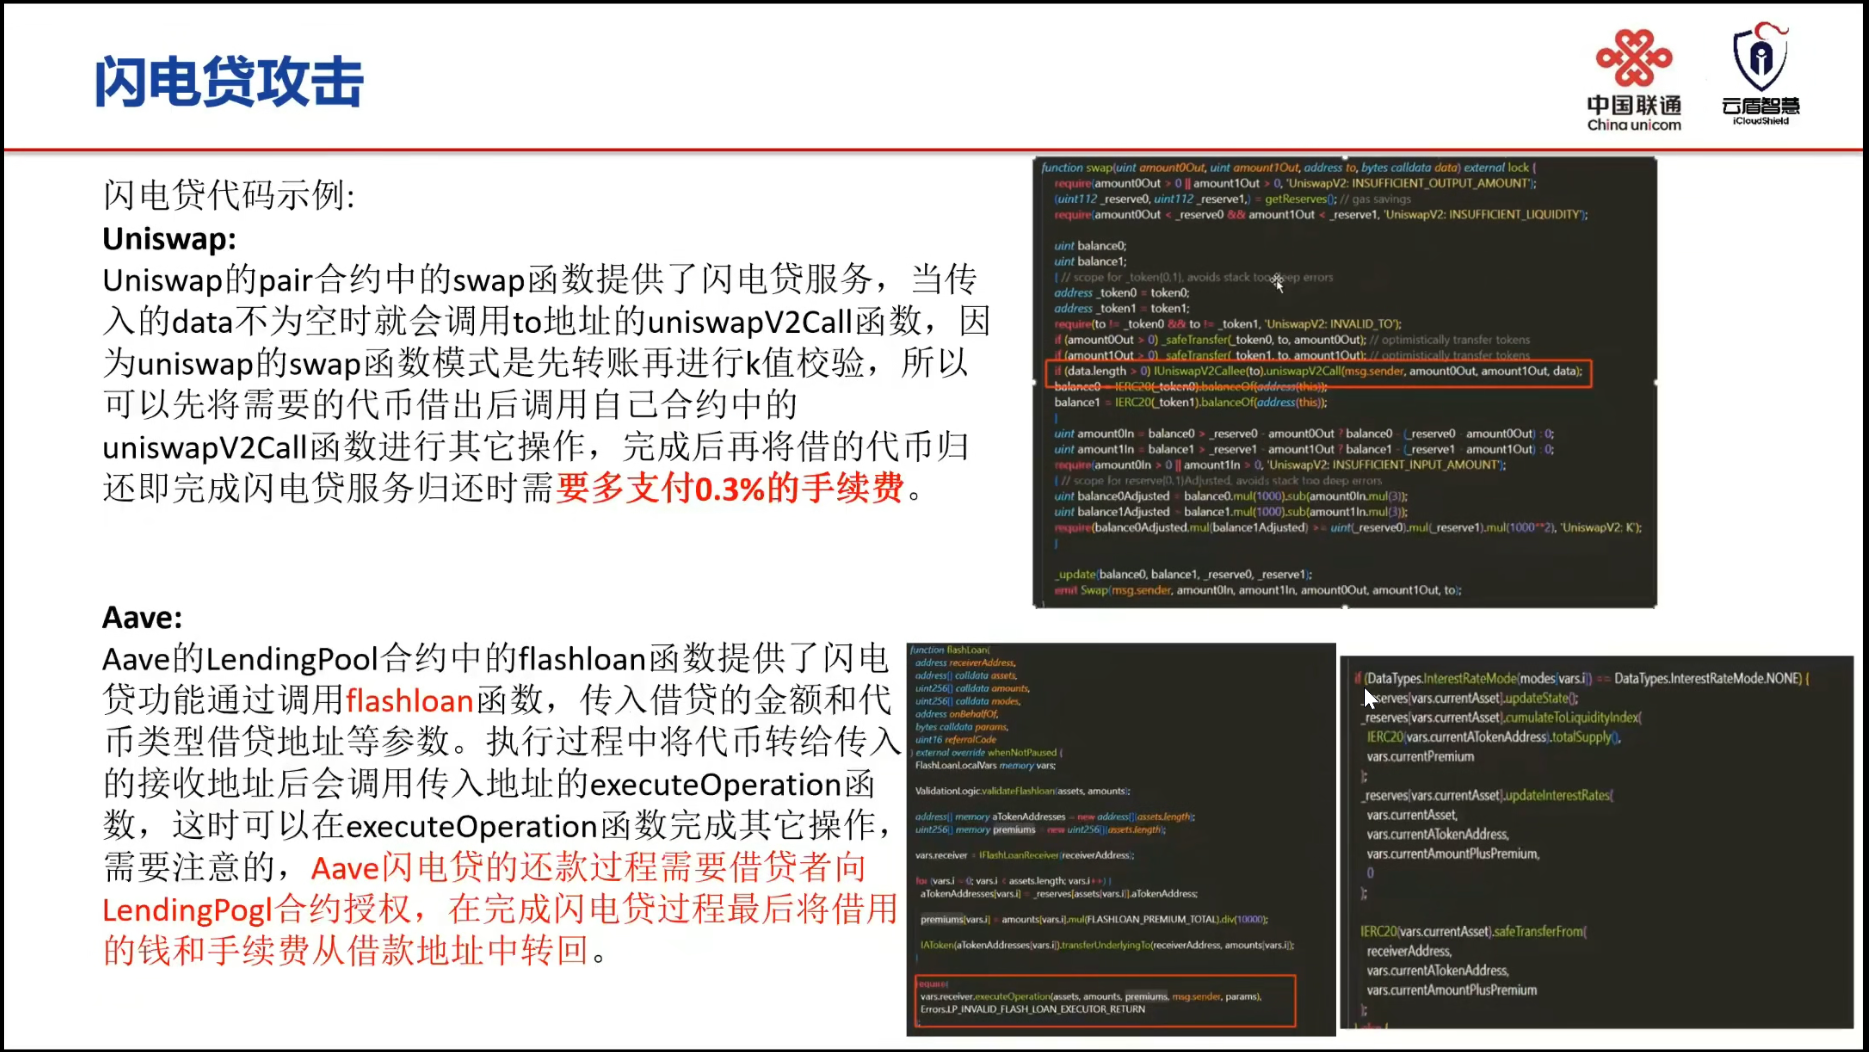 闪电贷攻击
中国联通
China unicom
云盾智慧
iCloudShield
闪电贷代码示例:
Uniswap:
Uniswap的pair合约中的swap函数提供了闪电贷服务，当传
入的data不为空时就会调用to地址的uniswapV2Call函数，因
为uniswap的swap函数模式是先转账再进行k值校验，所以
可以先将需要的代币借出后调用自己合约中的
uniswapV2Call函数进行其它操作，完成后再将借的代币归
还即完成闪电贷服务归还时需要多支付0.3%的手续费。
Aave:
Aave的LendingPool合约中的flashloan函数提供了闪电
贷功能通过调用flashloan函数，传入借贷的金额和代
币类型借贷地址等参数。执行过程中将代币转给传入
的接收地址后会调用传入地址的executeOperation函
数，这时可以在executeOperation函数完成其它操作，
需要注意的，Aave闪电贷的还款过程需要借贷者向
LendingPogl合约授权，在完成闪电贷过程最后将借用
的钱和手续费从借款地址中转回。
function swap(uint amount0Out, uint amount1Out, address to, bytes calldata data) external lock {
require(amount0Out > 0 || amount1Out > 0, 'UniswapV2: INSUFFICIENT_OUTPUT_AMOUNT');
(uint112 _reserve0, uint112 _reserve1,) = getReserves(); // gas savings
require(amount0Out < _reserve0 && amount1Out < _reserve1, 'UniswapV2: INSUFFICIENT_LIQUIDITY');
uint balance0;
uint balance1;
{ // scope for _token{0,1}, avoids stack too deep errors
address _token0 = token0;
address _token1 = token1;
require(to != _token0 && to != _token1, 'UniswapV2: INVALID_TO');
if (amount0Out > 0) _safeTransfer(_token0, to, amount0Out); // optimistically transfer tokens
if (amount1Out > 0) _safeTransfer(_token1, to, amount1Out); // optimistically transfer tokens
if (data.length > 0) IUniswapV2Callee(to).uniswapV2Call(msg.sender, amount0Out, amount1Out, data);
balance0 = IERC20(_token0).balanceOf(address(this));
balance1 = IERC20(_token1).balanceOf(address(this));
}
uint amount0In = balance0 > _reserve0 - amount0Out ? balance0 - (_reserve0 - amount0Out) : 0;
uint amount1In = balance1 > _reserve1 - amount1Out ? balance1 - (_reserve1 - amount1Out) : 0;
require(amount0In > 0 || amount1In > 0, 'UniswapV2: INSUFFICIENT_INPUT_AMOUNT');
{ // scope for reserve{0,1}Adjusted, avoids stack too deep errors
uint balance0Adjusted = balance0.mul(1000).sub(amount0In.mul(3));
uint balance1Adjusted = balance1.mul(1000).sub(amount1In.mul(3));
require(balance0Adjusted.mul(balance1Adjusted) >= uint(_reserve0).mul(_reserve1).mul(1000**2), 'UniswapV2: K');
}
_update(balance0, balance1, _reserve0, _reserve1);
emit Swap(msg.sender, amount0In, amount1In, amount0Out, amount1Out, to);
function flashLoan(
address receiverAddress,
address[] calldata assets,
uint256[] calldata amounts,
uint256[] calldata modes,
address onBehalfOf,
bytes calldata params,
uint16 referralCode
) external override whenNotPaused {
FlashLoanLocalVars memory vars;
ValidationLogic.validateFlashloan(assets, amounts);
address[] memory aTokenAddresses = new address[](assets.length);
uint256[] memory premiums = new uint256[](assets.length);
vars.receiver = IFlashLoanReceiver(receiverAddress);
for (vars.i = 0; vars.i < assets.length; vars.i++) {
aTokenAddresses[vars.i] = _reserves[assets[vars.i]].aTokenAddress;
premiums[vars.i] = amounts[vars.i].mul(FLASHLOAN_PREMIUM_TOTAL).div(10000);
IAToken(aTokenAddresses[vars.i]).transferUnderlyingTo(receiverAddress, amounts[vars.i]);
}
require(
vars.receiver.executeOperation(assets, amounts, premiums, msg.sender, params),
Errors.LP_INVALID_FLASH_LOAN_EXECUTOR_RETURN
);
if (DataTypes.InterestRateMode(modes[vars.i]) == DataTypes.InterestRateMode.NONE) {
_reserves[vars.currentAsset].updateState();
_reserves[vars.currentAsset].cumulateToLiquidityIndex(
IERC20(vars.currentATokenAddress).totalSupply(),
vars.currentPremium
);
_reserves[vars.currentAsset].updateInterestRates(
vars.currentAsset,
vars.currentATokenAddress,
vars.currentAmountPlusPremium,
0
);
IERC20(vars.currentAsset).safeTransferFrom(
receiverAddress,
vars.currentATokenAddress,
vars.currentAmountPlusPremium
);
} else {